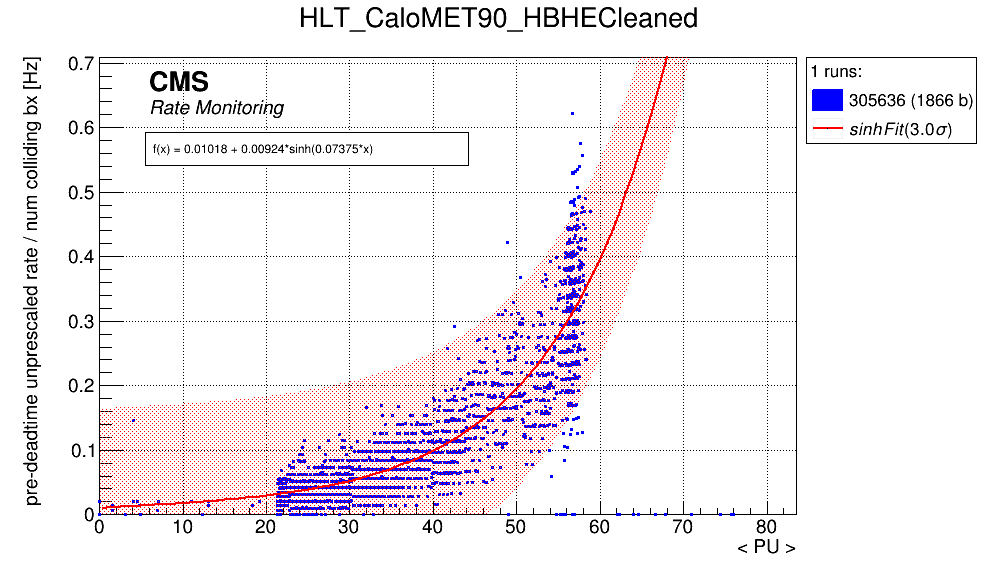 HLT_CaloMET90_HBHECleaned
pre-deadtime unprescaled rate / num colliding bx [Hz]
0.7
0.6
0.5
0.4
0.3
0.2
0.1
0
CMS
Rate Monitoring
f(x) = 0.01018 + 0.00924*sinh(0.07375*x)
1 runs:
305636 (1866 b)
sinhFit(3.0σ)
0 10 20 30 40 50 60 70 80
< PU >